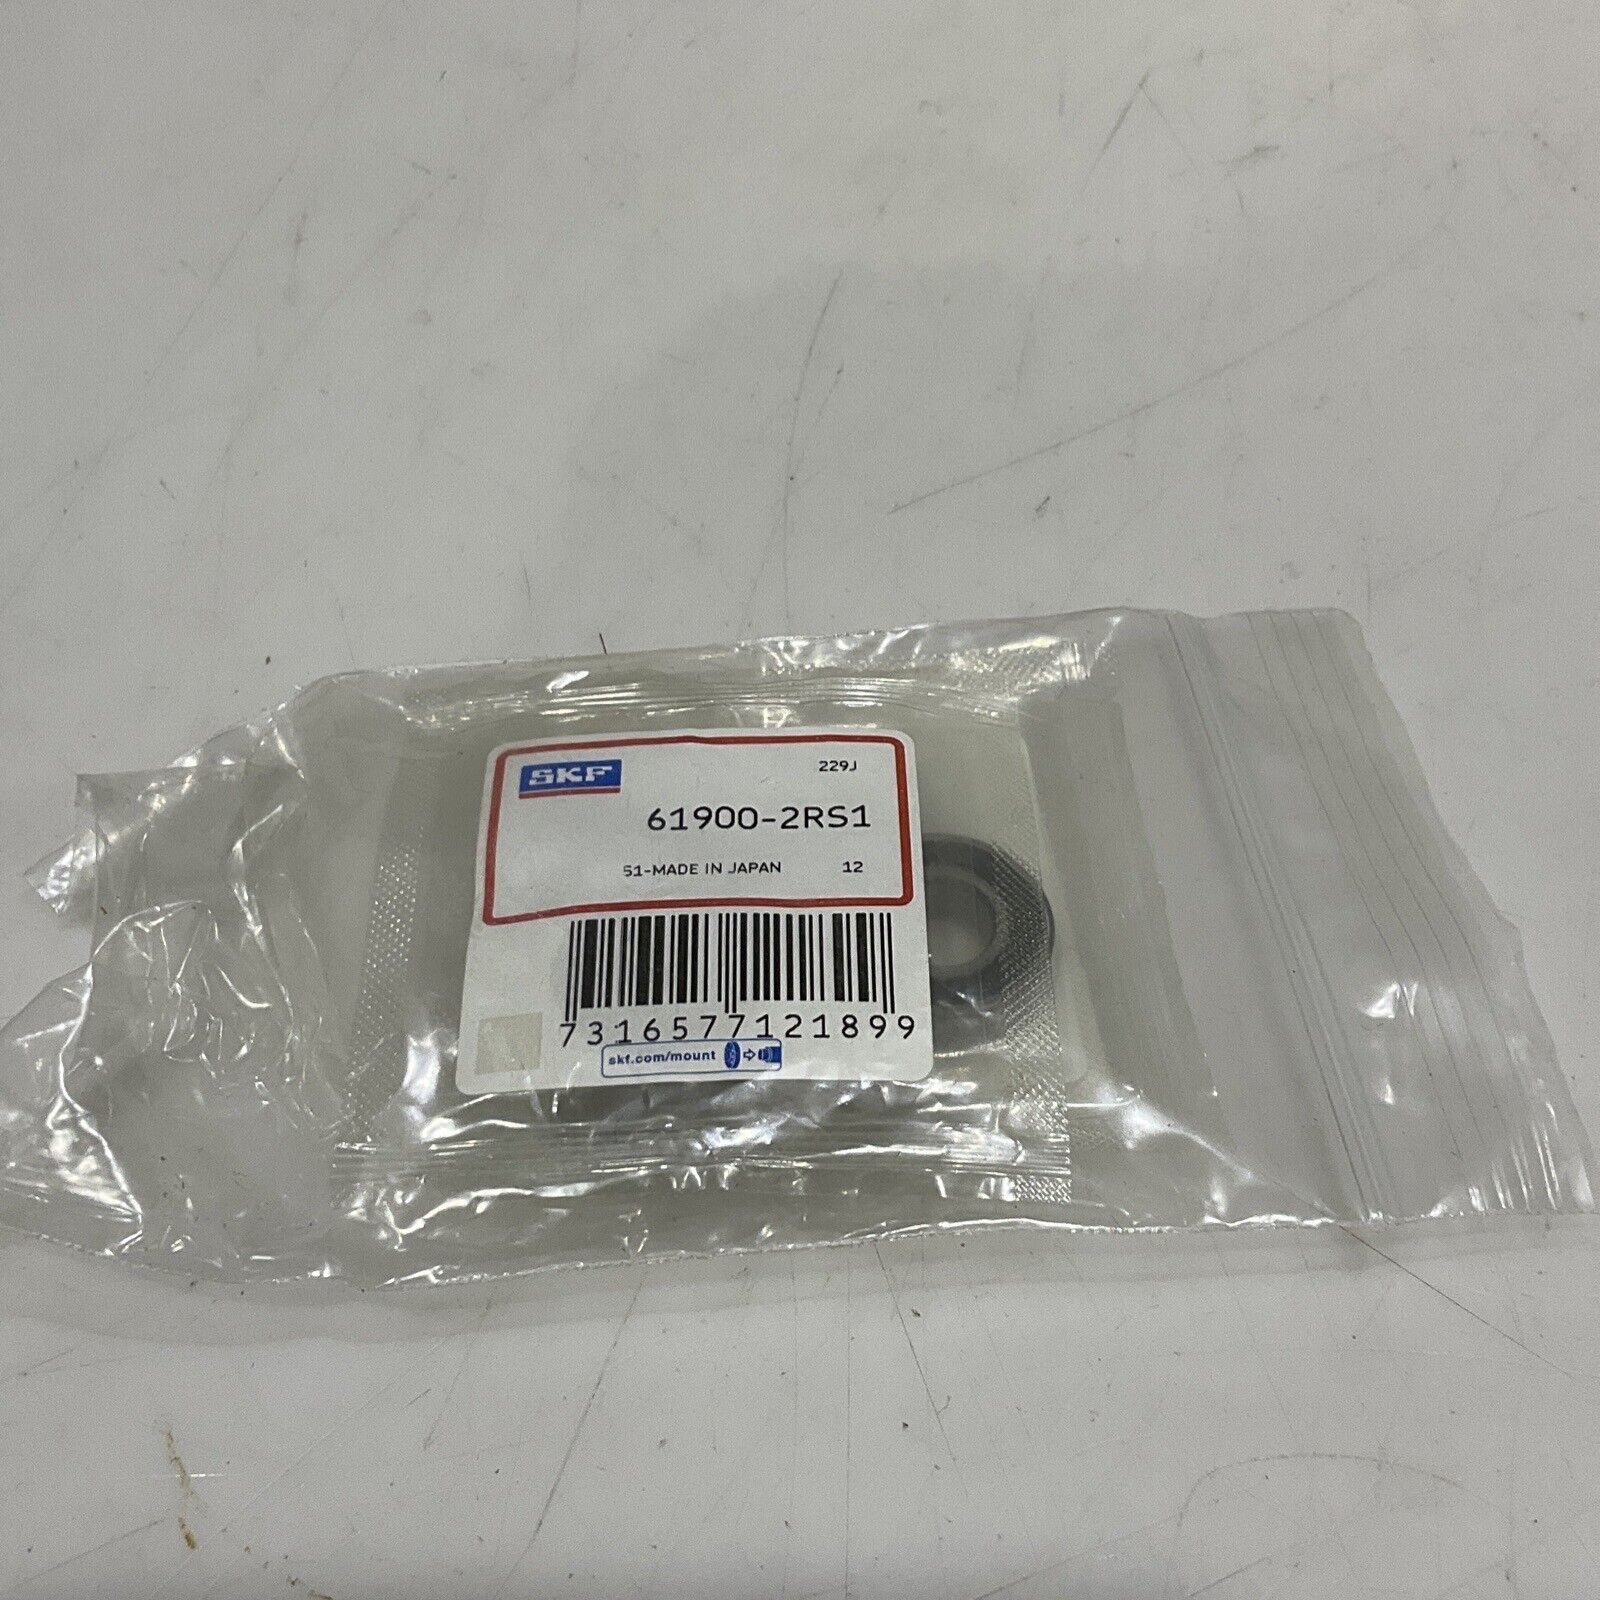 SKF
229J
61900-2RS1
51-MADE IN JAPAN 12
7316577121899
skf.com/mount